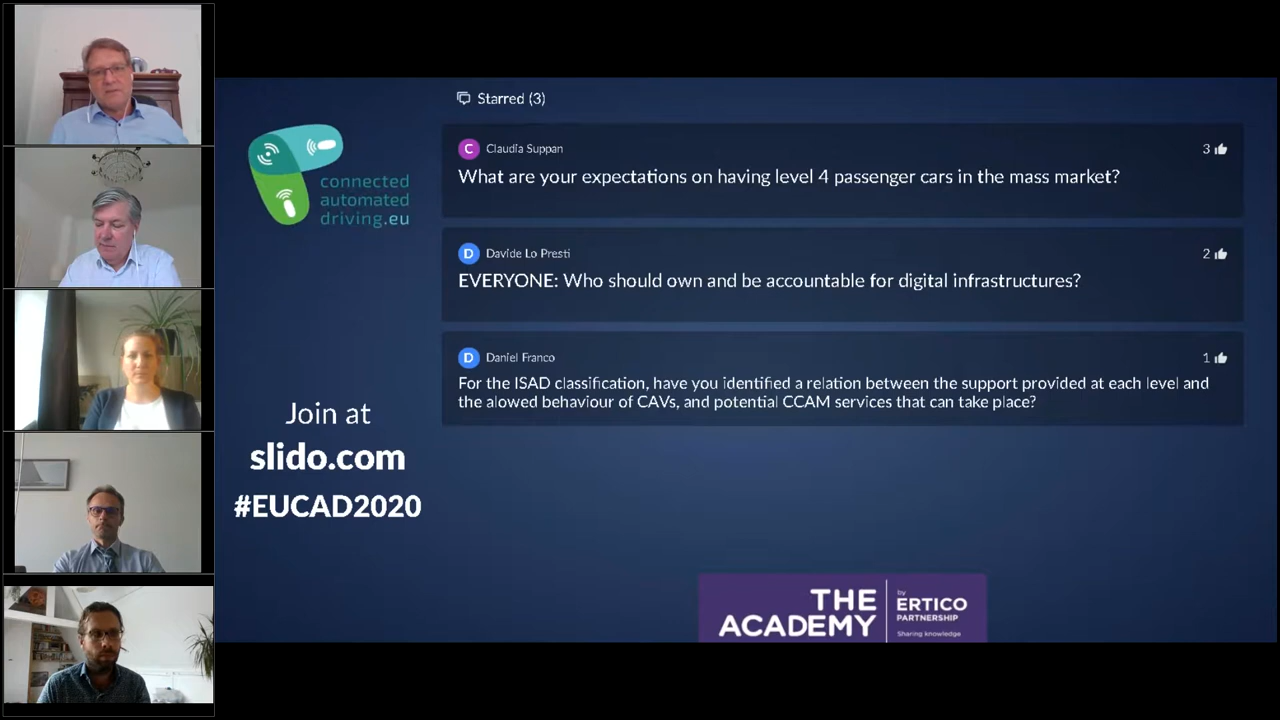 Starred (3)
C Claudia Suppan 3
What are your expectations on having level 4 passenger cars in the mass market?
D Davide Lo Presti 2
EVERYONE: Who should own and be accountable for digital infrastructures?
D Daniel Franco 1
For the ISAD classification, have you identified a relation between the support provided at each level and
the alowed behaviour of CAVs, and potential CCAM services that can take place?
connected
automated
driving.eu
Join at
slido.com
#EUCAD2020
THE
ACADEMY
by
ERTICO
PARTNERSHIP
Sharing knowledge